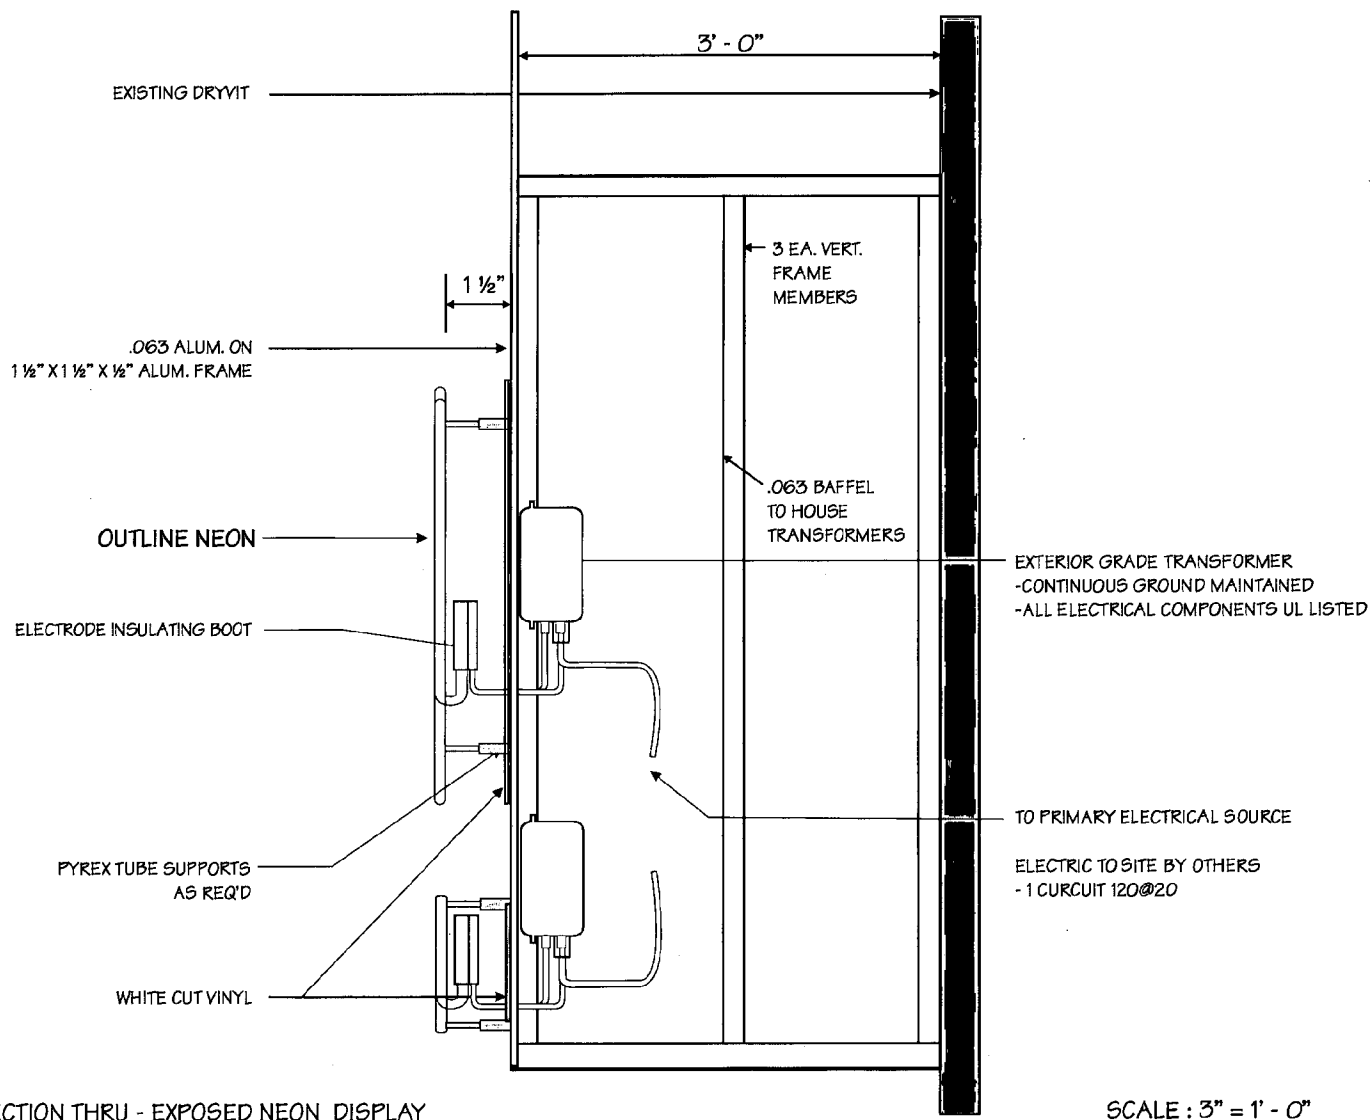 3' - 0"
EXISTING DRYVIT
3 EA. VERT.
FRAME
MEMBERS
1 ½"
.063 ALUM. ON
1 ½" X 1 ½" X ½" ALUM. FRAME
.063 BAFFEL
TO HOUSE
TRANSFORMERS
OUTLINE NEON
EXTERIOR GRADE TRANSFORMER
-CONTINUOUS GROUND MAINTAINED
-ALL ELECTRICAL COMPONENTS UL LISTED
ELECTRODE INSULATING BOOT
TO PRIMARY ELECTRICAL SOURCE
ELECTRIC TO SITE BY OTHERS
- 1 CURCUIT 120@20
PYREX TUBE SUPPORTS
AS REQ'D
WHITE CUT VINYL
ECTION THRU - EXPOSED NEON DISPLAY
SCALE : 3" = 1' - 0"